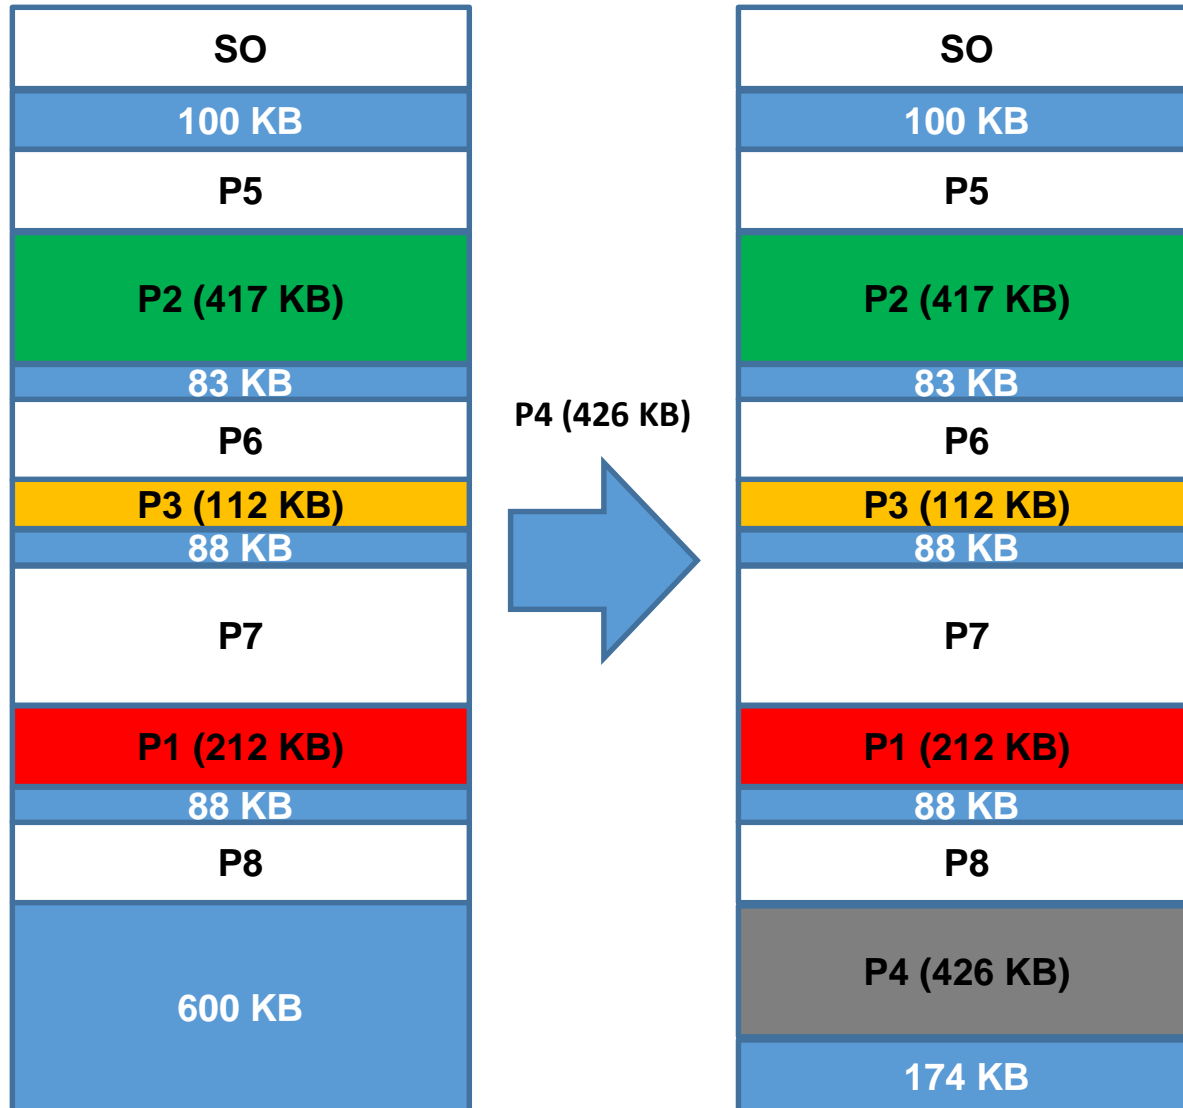 SO
100 KB
P5
P2 (417 KB)
83 KB
P6
P3 (112 KB)
88 KB
P7
P1 (212 KB)
88 KB
P8
600 KB
P4 (426 KB)
SO
100 KB
P5
P2 (417 KB)
83 KB
P6
P3 (112 KB)
88 KB
P7
P1 (212 KB)
88 KB
P8
P4 (426 KB)
174 KB